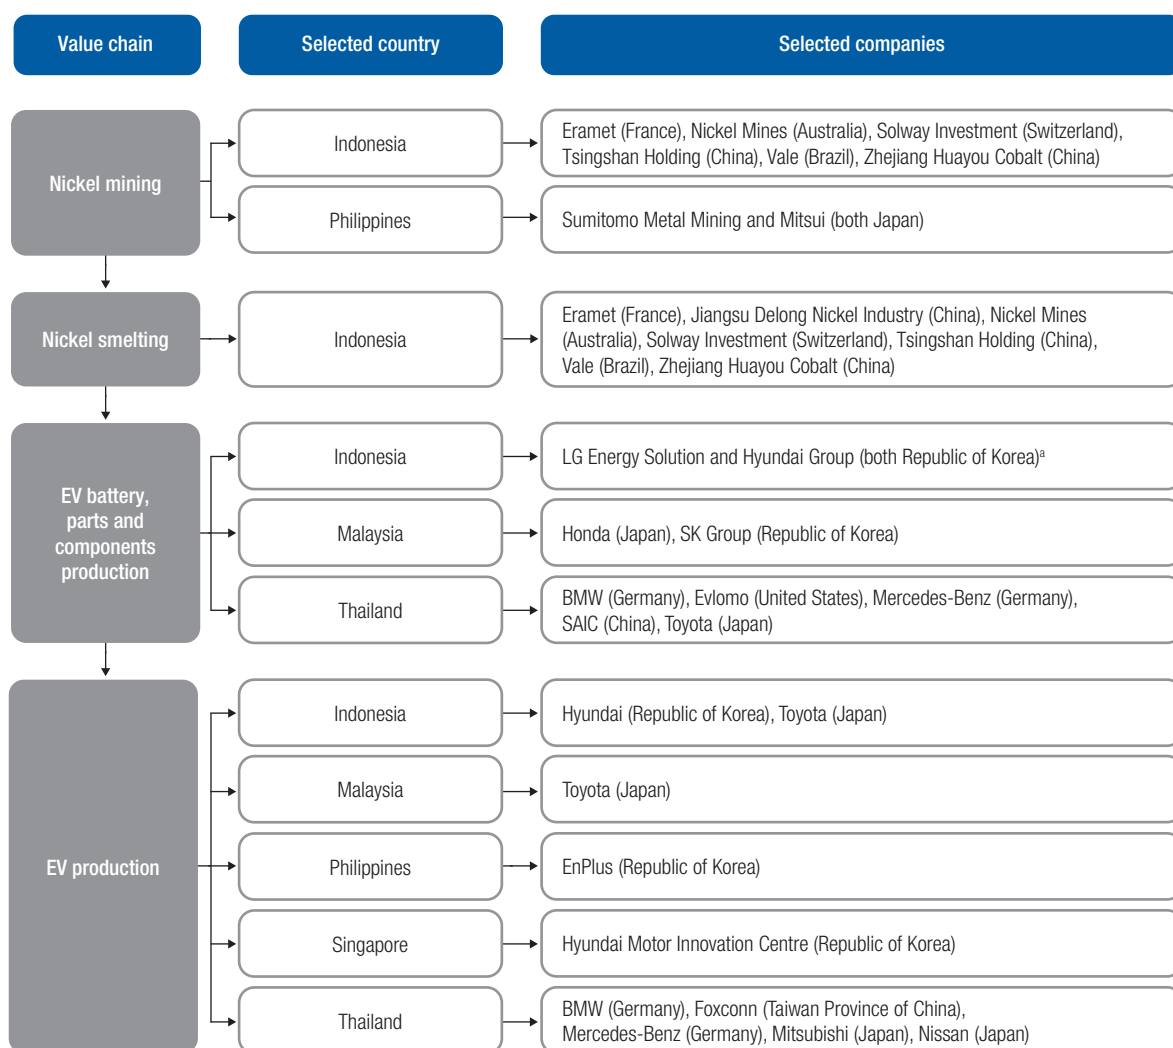 Value chain
Selected country
Selected companies
Nickel mining
Indonesia
Eramet (France), Nickel Mines (Australia), Solway Investment (Switzerland),
Tsingshan Holding (China), Vale (Brazil), Zhejiang Huayou Cobalt (China)
Philippines
Sumitomo Metal Mining and Mitsui (both Japan)
Nickel smelting
Indonesia
Eramet (France), Jiangsu Delong Nickel Industry (China), Nickel Mines
(Australia), Solway Investment (Switzerland), Tsingshan Holding (China),
Vale (Brazil), Zhejiang Huayou Cobalt (China)
EV battery,
parts and
components
production
Indonesia
LG Energy Solution and Hyundai Group (both Republic of Korea)ᵃ
Malaysia
Honda (Japan), SK Group (Republic of Korea)
Thailand
BMW (Germany), Evlomo (United States), Mercedes-Benz (Germany),
SAIC (China), Toyota (Japan)
EV production
Indonesia
Hyundai (Republic of Korea), Toyota (Japan)
Malaysia
Toyota (Japan)
Philippines
EnPlus (Republic of Korea)
Singapore
Hyundai Motor Innovation Centre (Republic of Korea)
Thailand
BMW (Germany), Foxconn (Taiwan Province of China),
Mercedes-Benz (Germany), Mitsubishi (Japan), Nissan (Japan)